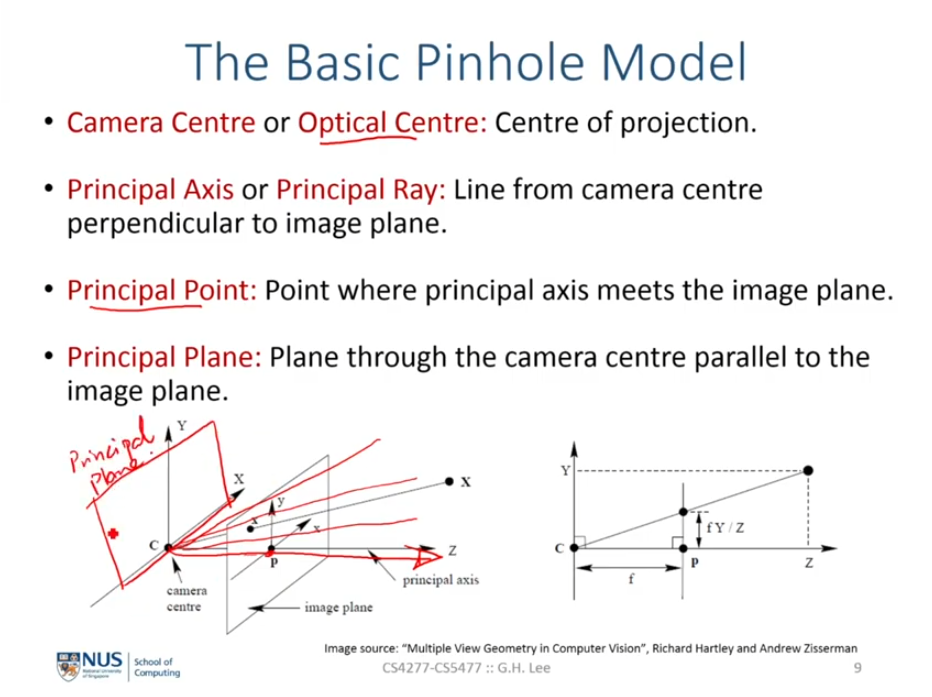 The Basic Pinhole Model
• Camera Centre or Optical Centre: Centre of projection.
• Principal Axis or Principal Ray: Line from camera centre
perpendicular to image plane.
• Principal Point: Point where principal axis meets the image plane.
• Principal Plane: Plane through the camera centre parallel to the
image plane.
Principal
Plane.
Y
X
C
camera
centre
x
y
x
p
X
Z
principal axis
image plane
Y
C
f
p
f Y / Z
Z
Image source: “Multiple View Geometry in Computer Vision”, Richard Hartley and Andrew Zisserman
NUS
National University
of Singapore
School of
Computing
CS4277-CS5477 :: G.H. Lee
9